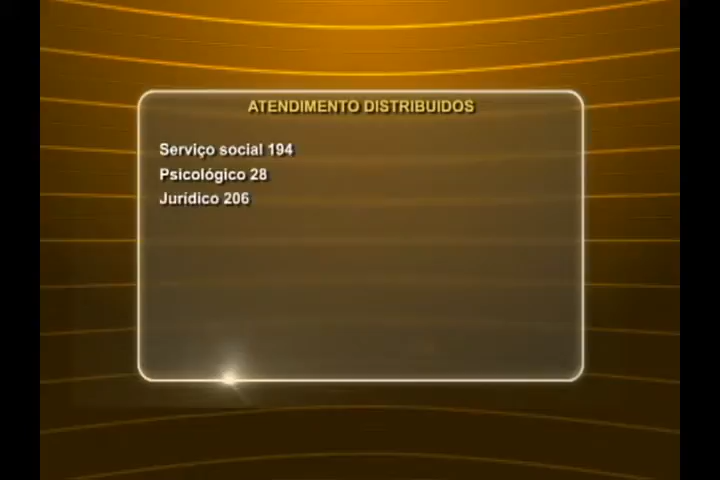 ATENDIMENTO DISTRIBUIDOS
Serviço social 194
Psicológico 28
Jurídico 206